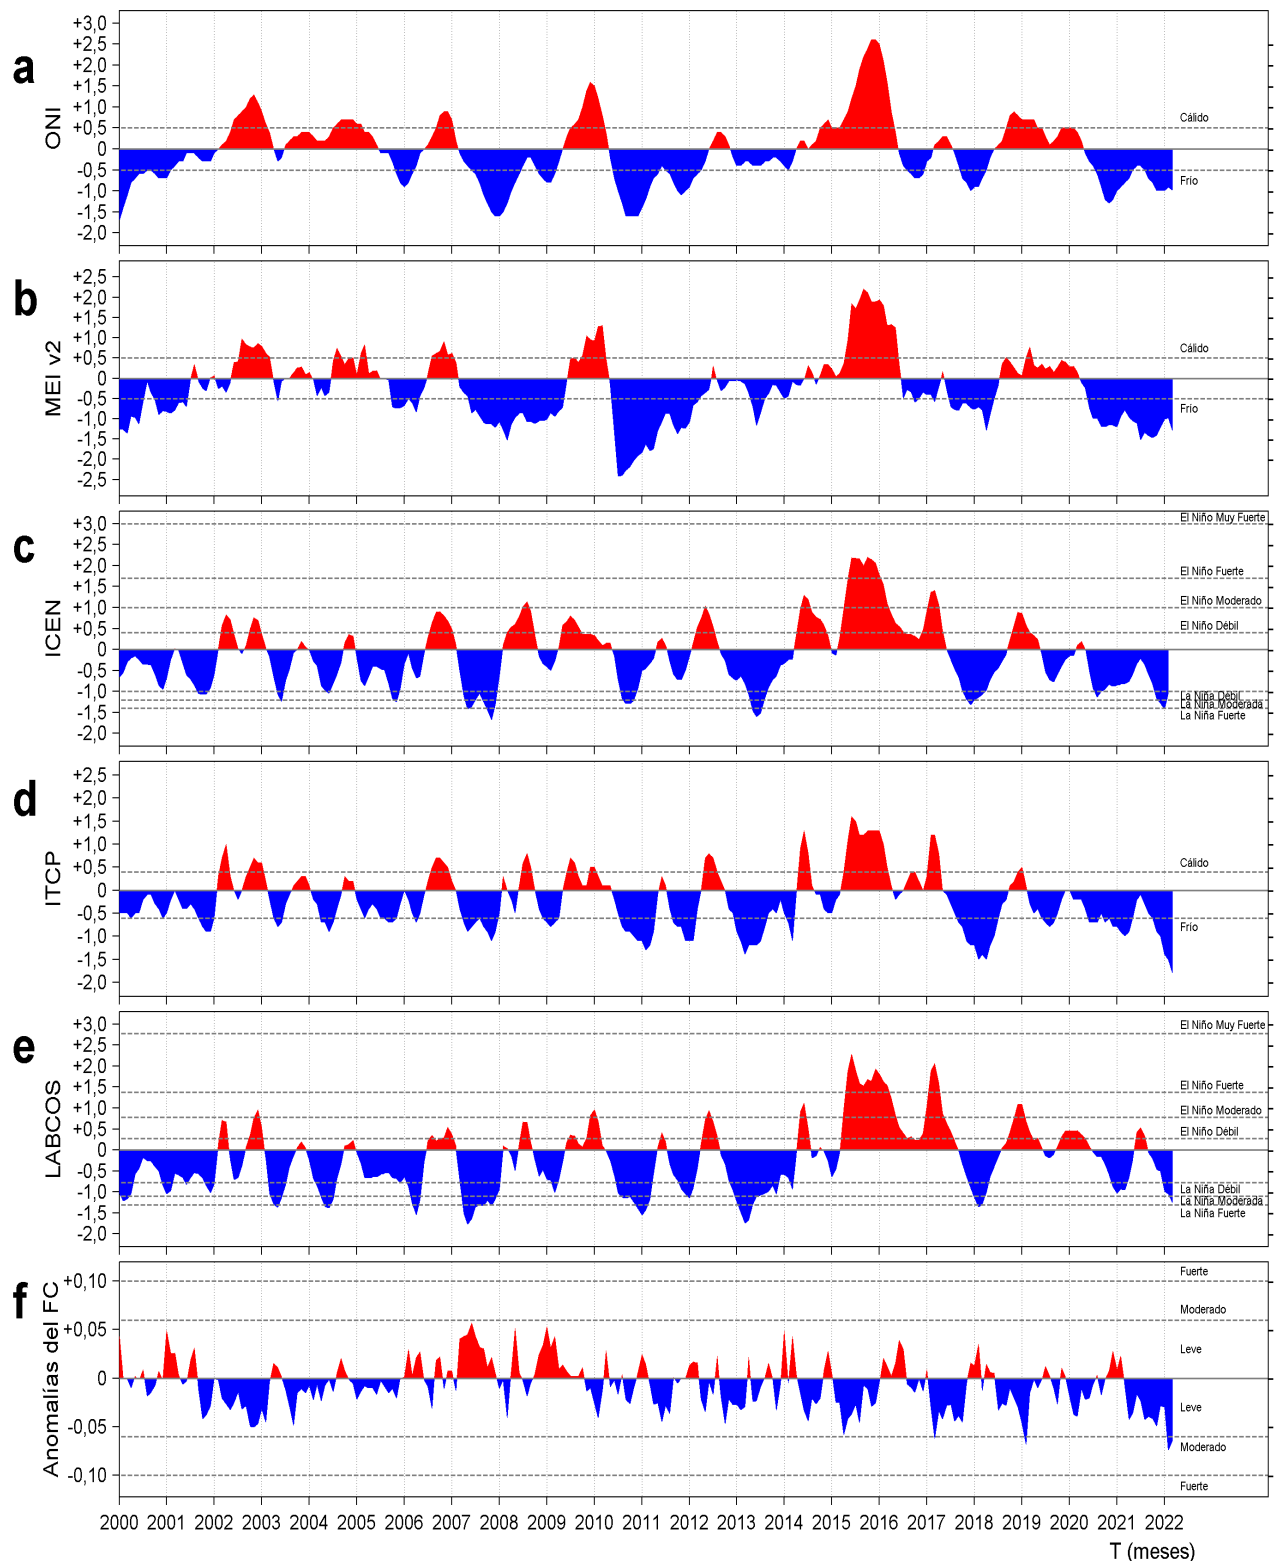 a
ONI
+3,0
+2,5
+2,0
+1,5
+1,0
+0,5
0
-0,5
-1,0
-1,5
-2,0
Cálido
Frío
b
MEI v2
+2,5
+2,0
+1,5
+1,0
+0,5
0
-0,5
-1,0
-1,5
-2,0
-2,5
Cálido
Frío
c
ICEN
+3,0
+2,5
+2,0
+1,5
+1,0
+0,5
0
-0,5
-1,0
-1,5
-2,0
El Niño Muy Fuerte
El Niño Fuerte
El Niño Moderado
El Niño Débil
La Niña Débil
La Niña Moderada
La Niña Fuerte
d
ITCP
+2,5
+2,0
+1,5
+1,0
+0,5
0
-0,5
-1,0
-1,5
-2,0
Cálido
Frío
e
LABCOS
+3,0
+2,5
+2,0
+1,5
+1,0
+0,5
0
-0,5
-1,0
-1,5
-2,0
El Niño Muy Fuerte
El Niño Fuerte
El Niño Moderado
El Niño Débil
La Niña Débil
La Niña Moderada
La Niña Fuerte
f
Anomalías del FC
+0,10
+0,05
0
-0,05
-0,10
Fuerte
Moderado
Leve
Leve
Moderado
Fuerte
2000 2001 2002 2003 2004 2005 2006 2007 2008 2009 2010 2011 2012 2013 2014 2015 2016 2017 2018 2019 2020 2021 2022
T (meses)